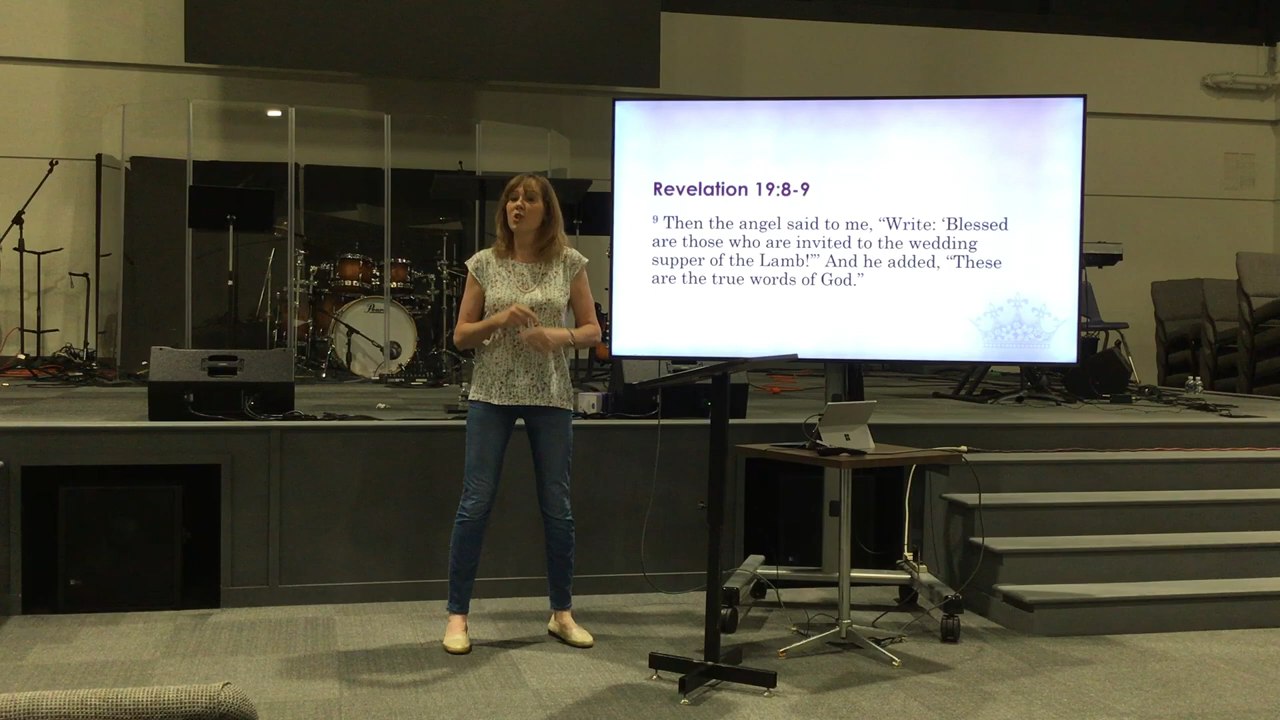 Revelation 19:8-9
9 Then the angel said to me, “Write: ‘Blessed
are those who are invited to the wedding
supper of the Lamb!’” And he added, “These
are the true words of God.”
Pearl